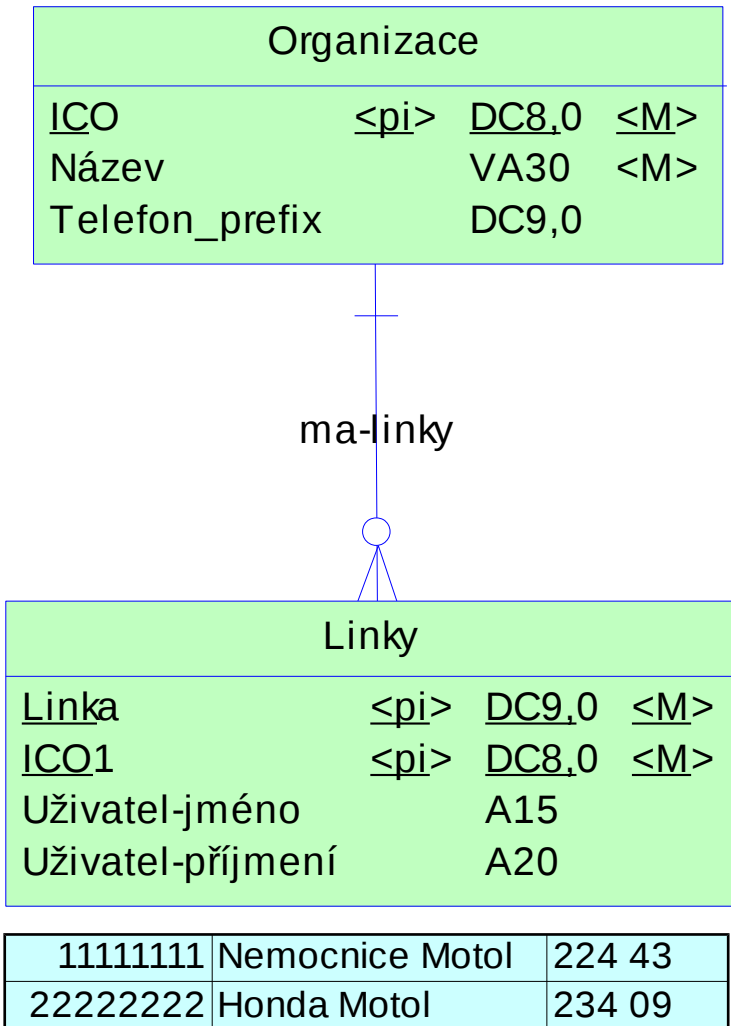 Organizace
ICO <pi> DC8,0 <M>
Název VA30 <M>
Telefon_prefix DC9,0
ma-linky
Linky
Linka <pi> DC9,0 <M>
ICO1 <pi> DC8,0 <M>
Uživatel-jméno A15
Uživatel-příjmení A20
11111111 Nemocnice Motol 224 43
22222222 Honda Motol 234 09